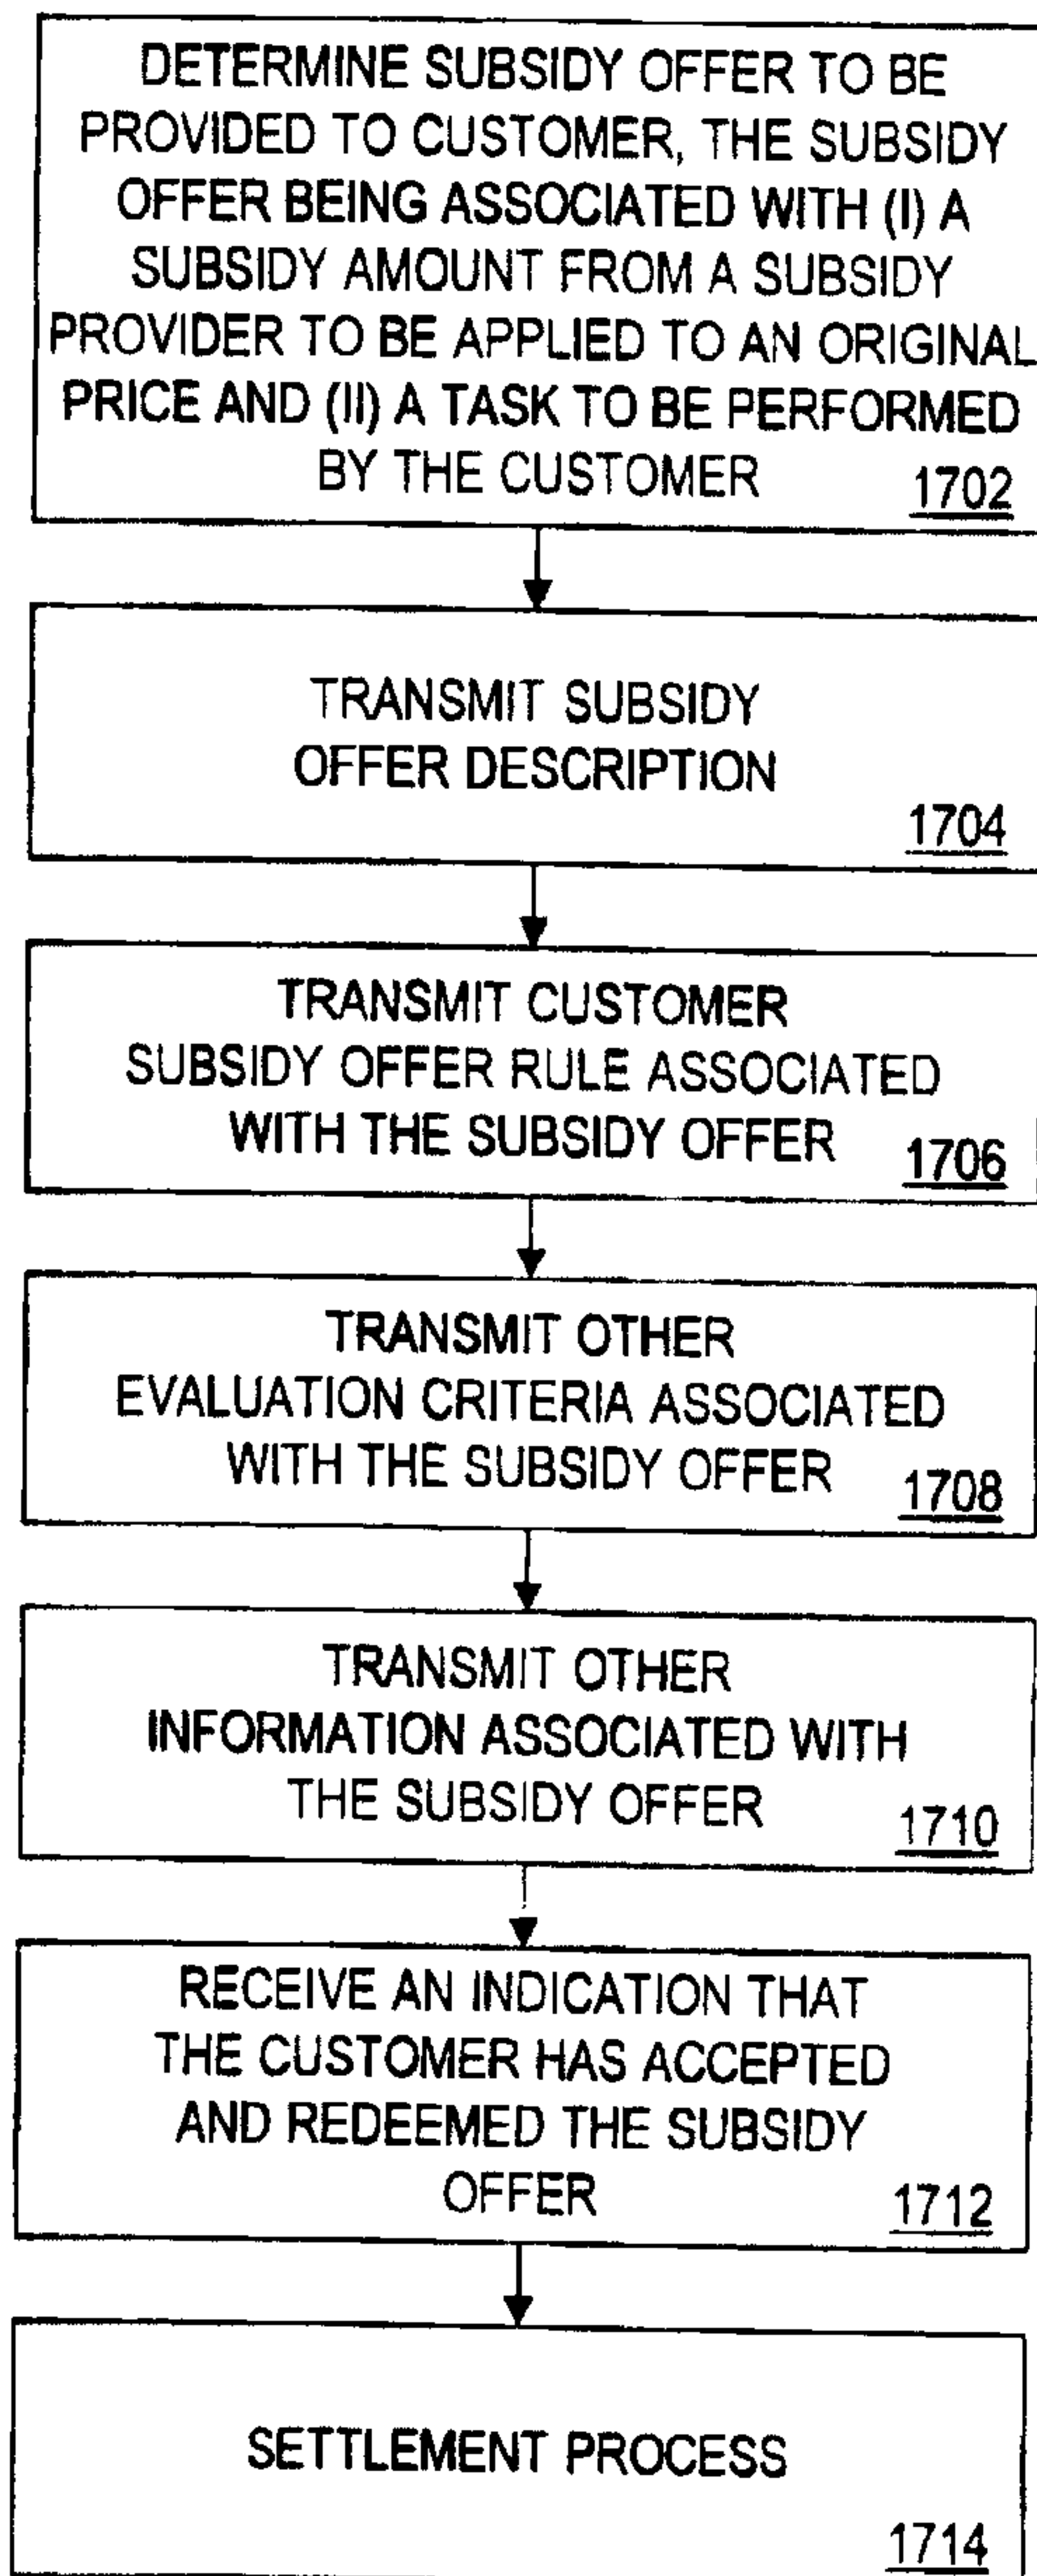 DETERMINE SUBSIDY OFFER TO BE
PROVIDED TO CUSTOMER, THE SUBSIDY
OFFER BEING ASSOCIATED WITH (I) A
SUBSIDY AMOUNT FROM A SUBSIDY
PROVIDER TO BE APPLIED TO AN ORIGINAL
PRICE AND (II) A TASK TO BE PERFORMED
BY THE CUSTOMER 1702
TRANSMIT SUBSIDY
OFFER DESCRIPTION
1704
TRANSMIT CUSTOMER
SUBSIDY OFFER RULE ASSOCIATED
WITH THE SUBSIDY OFFER 1706
TRANSMIT OTHER
EVALUATION CRITERIA ASSOCIATED
WITH THE SUBSIDY OFFER 1708
TRANSMIT OTHER
INFORMATION ASSOCIATED WITH
THE SUBSIDY OFFER 1710
RECEIVE AN INDICATION THAT
THE CUSTOMER HAS ACCEPTED
AND REDEEMED THE SUBSIDY
OFFER 1712
SETTLEMENT PROCESS
1714